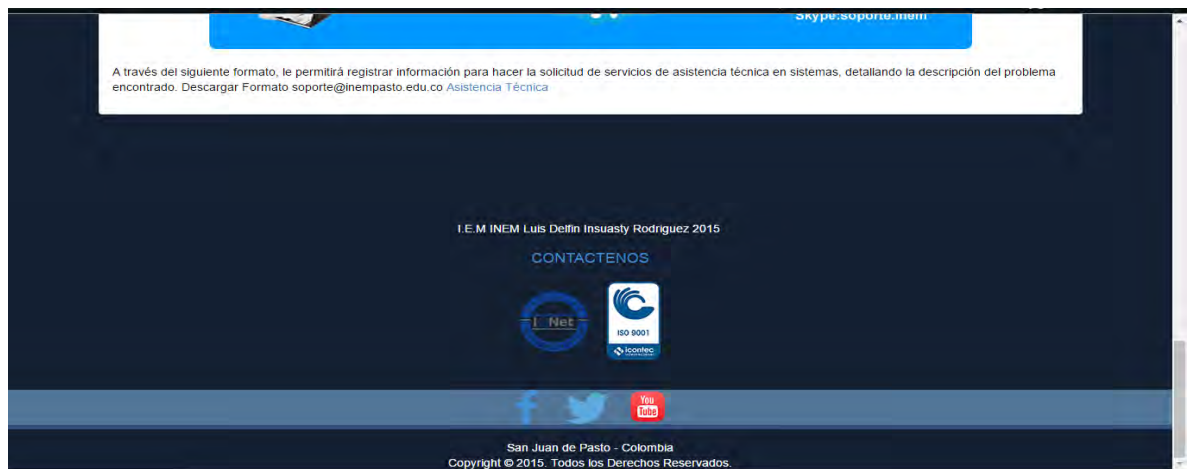 Skype:soporte.inem
A través del siguiente formato, le permitirá registrar información para hacer la solicitud de servicios de asistencia técnica en sistemas, detallando la descripción del problema
encontrado. Descargar Formato soporte@inempasto.edu.co Asistencia Técnica
I.E.M INEM Luis Delfin Insuasty Rodriguez 2015
CONTACTENOS
I Net
ISO 9001
icontec
You
Tube
San Juan de Pasto - Colombia
Copyright © 2015. Todos los Derechos Reservados.